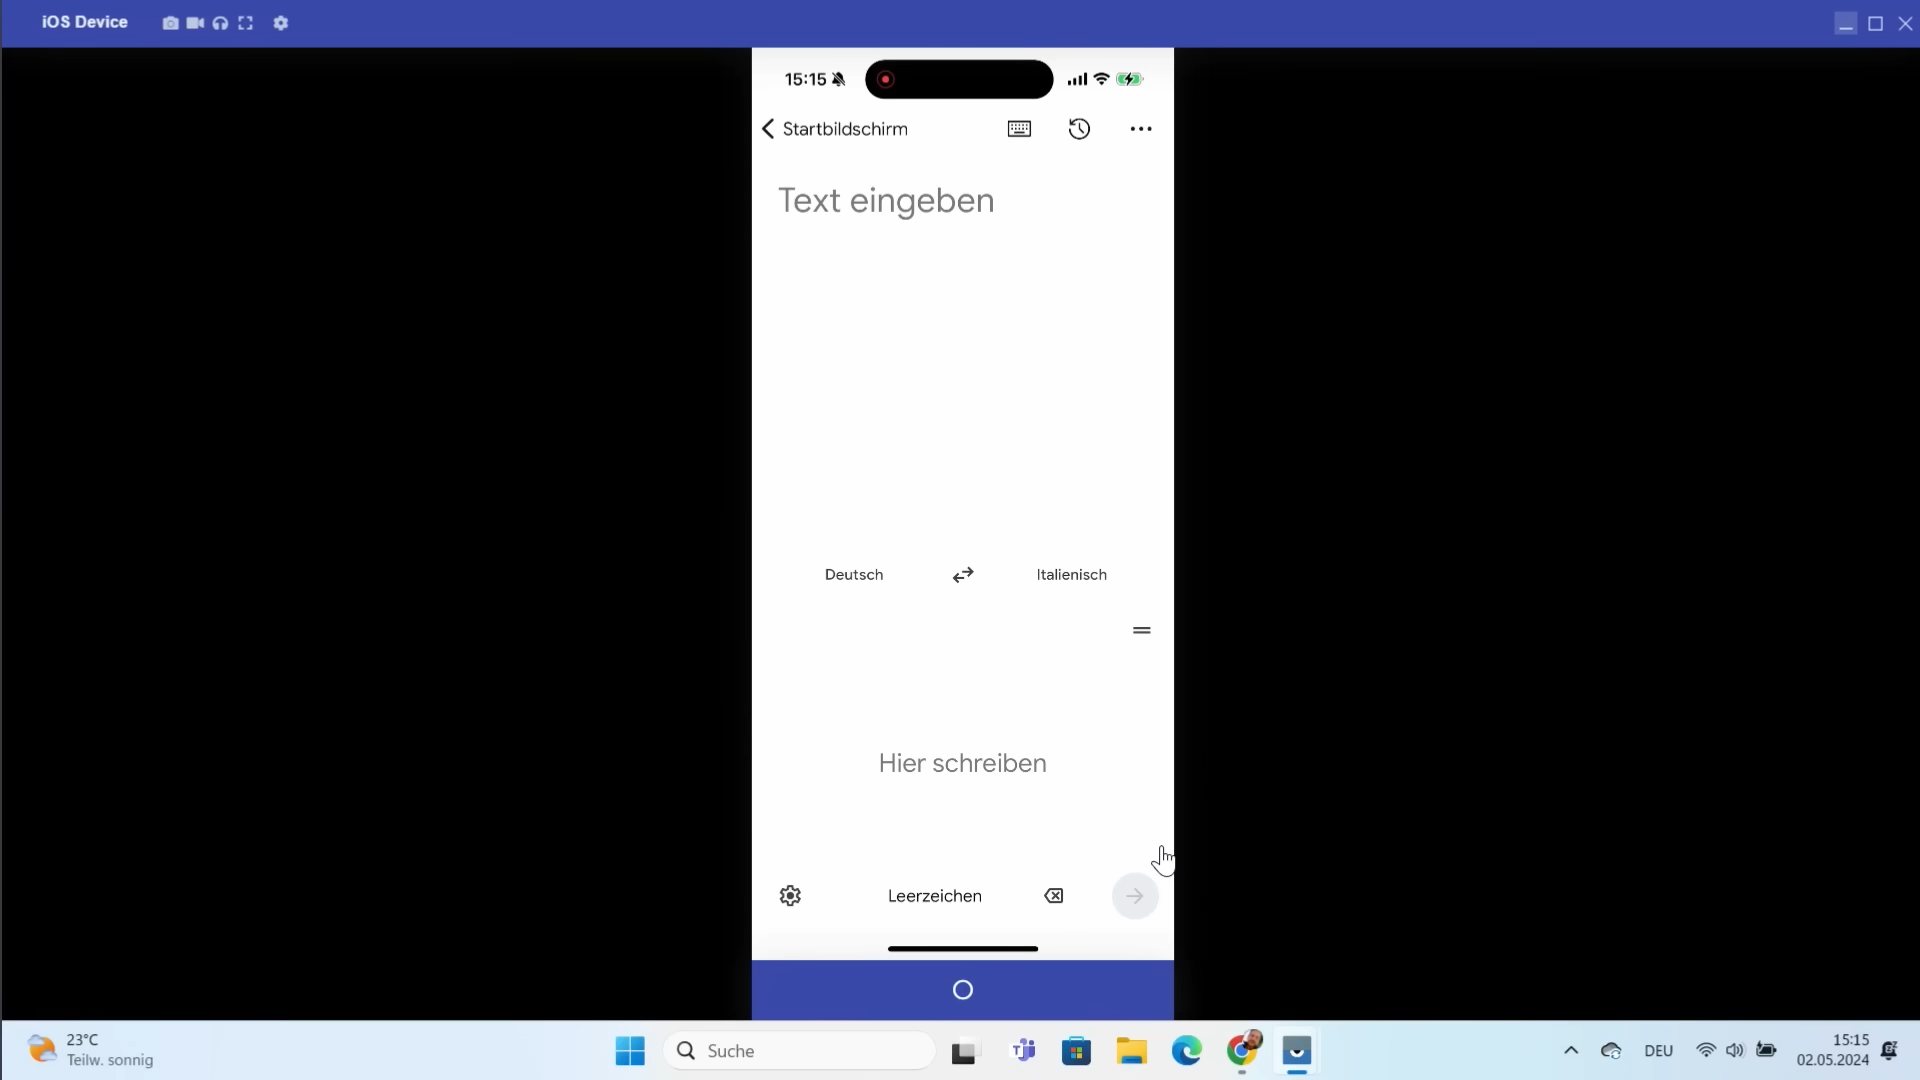 iOS Device
15:15
Startbildschirm
Text eingeben
Deutsch
Italienisch
Hier schreiben
Leerzeichen
23°C
Teilw. sonnig
Suche
DEU
15:15
02.05.2024